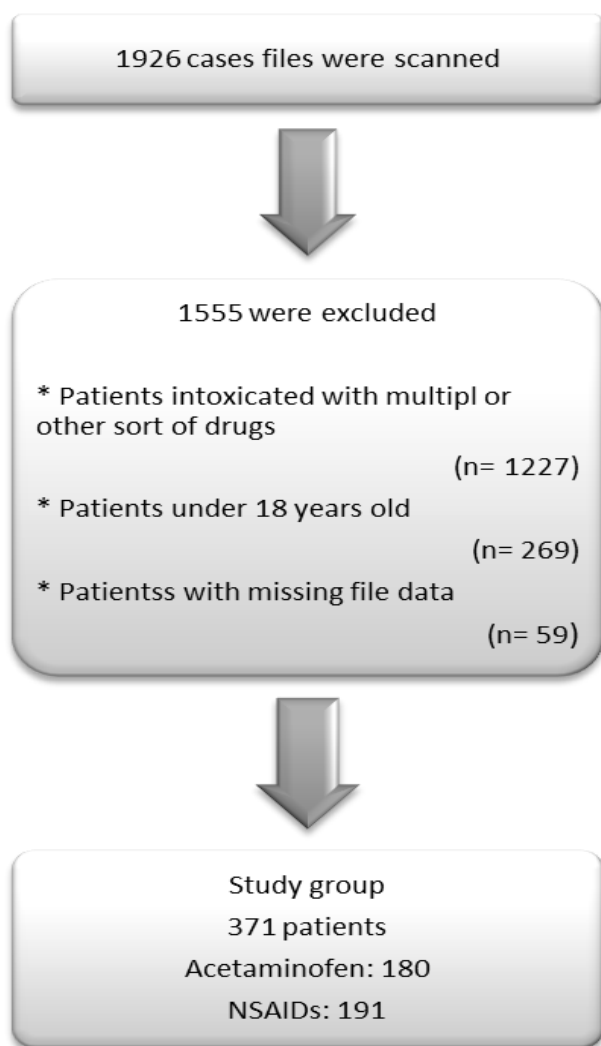 1926 cases files were scanned
1555 were excluded
* Patients intoxicated with multipl or
other sort of drugs
(n= 1227)
* Patients under 18 years old
(n= 269)
* Patientss with missing file data
(n= 59)
Study group
371 patients
Acetaminofen: 180
NSAIDs: 191